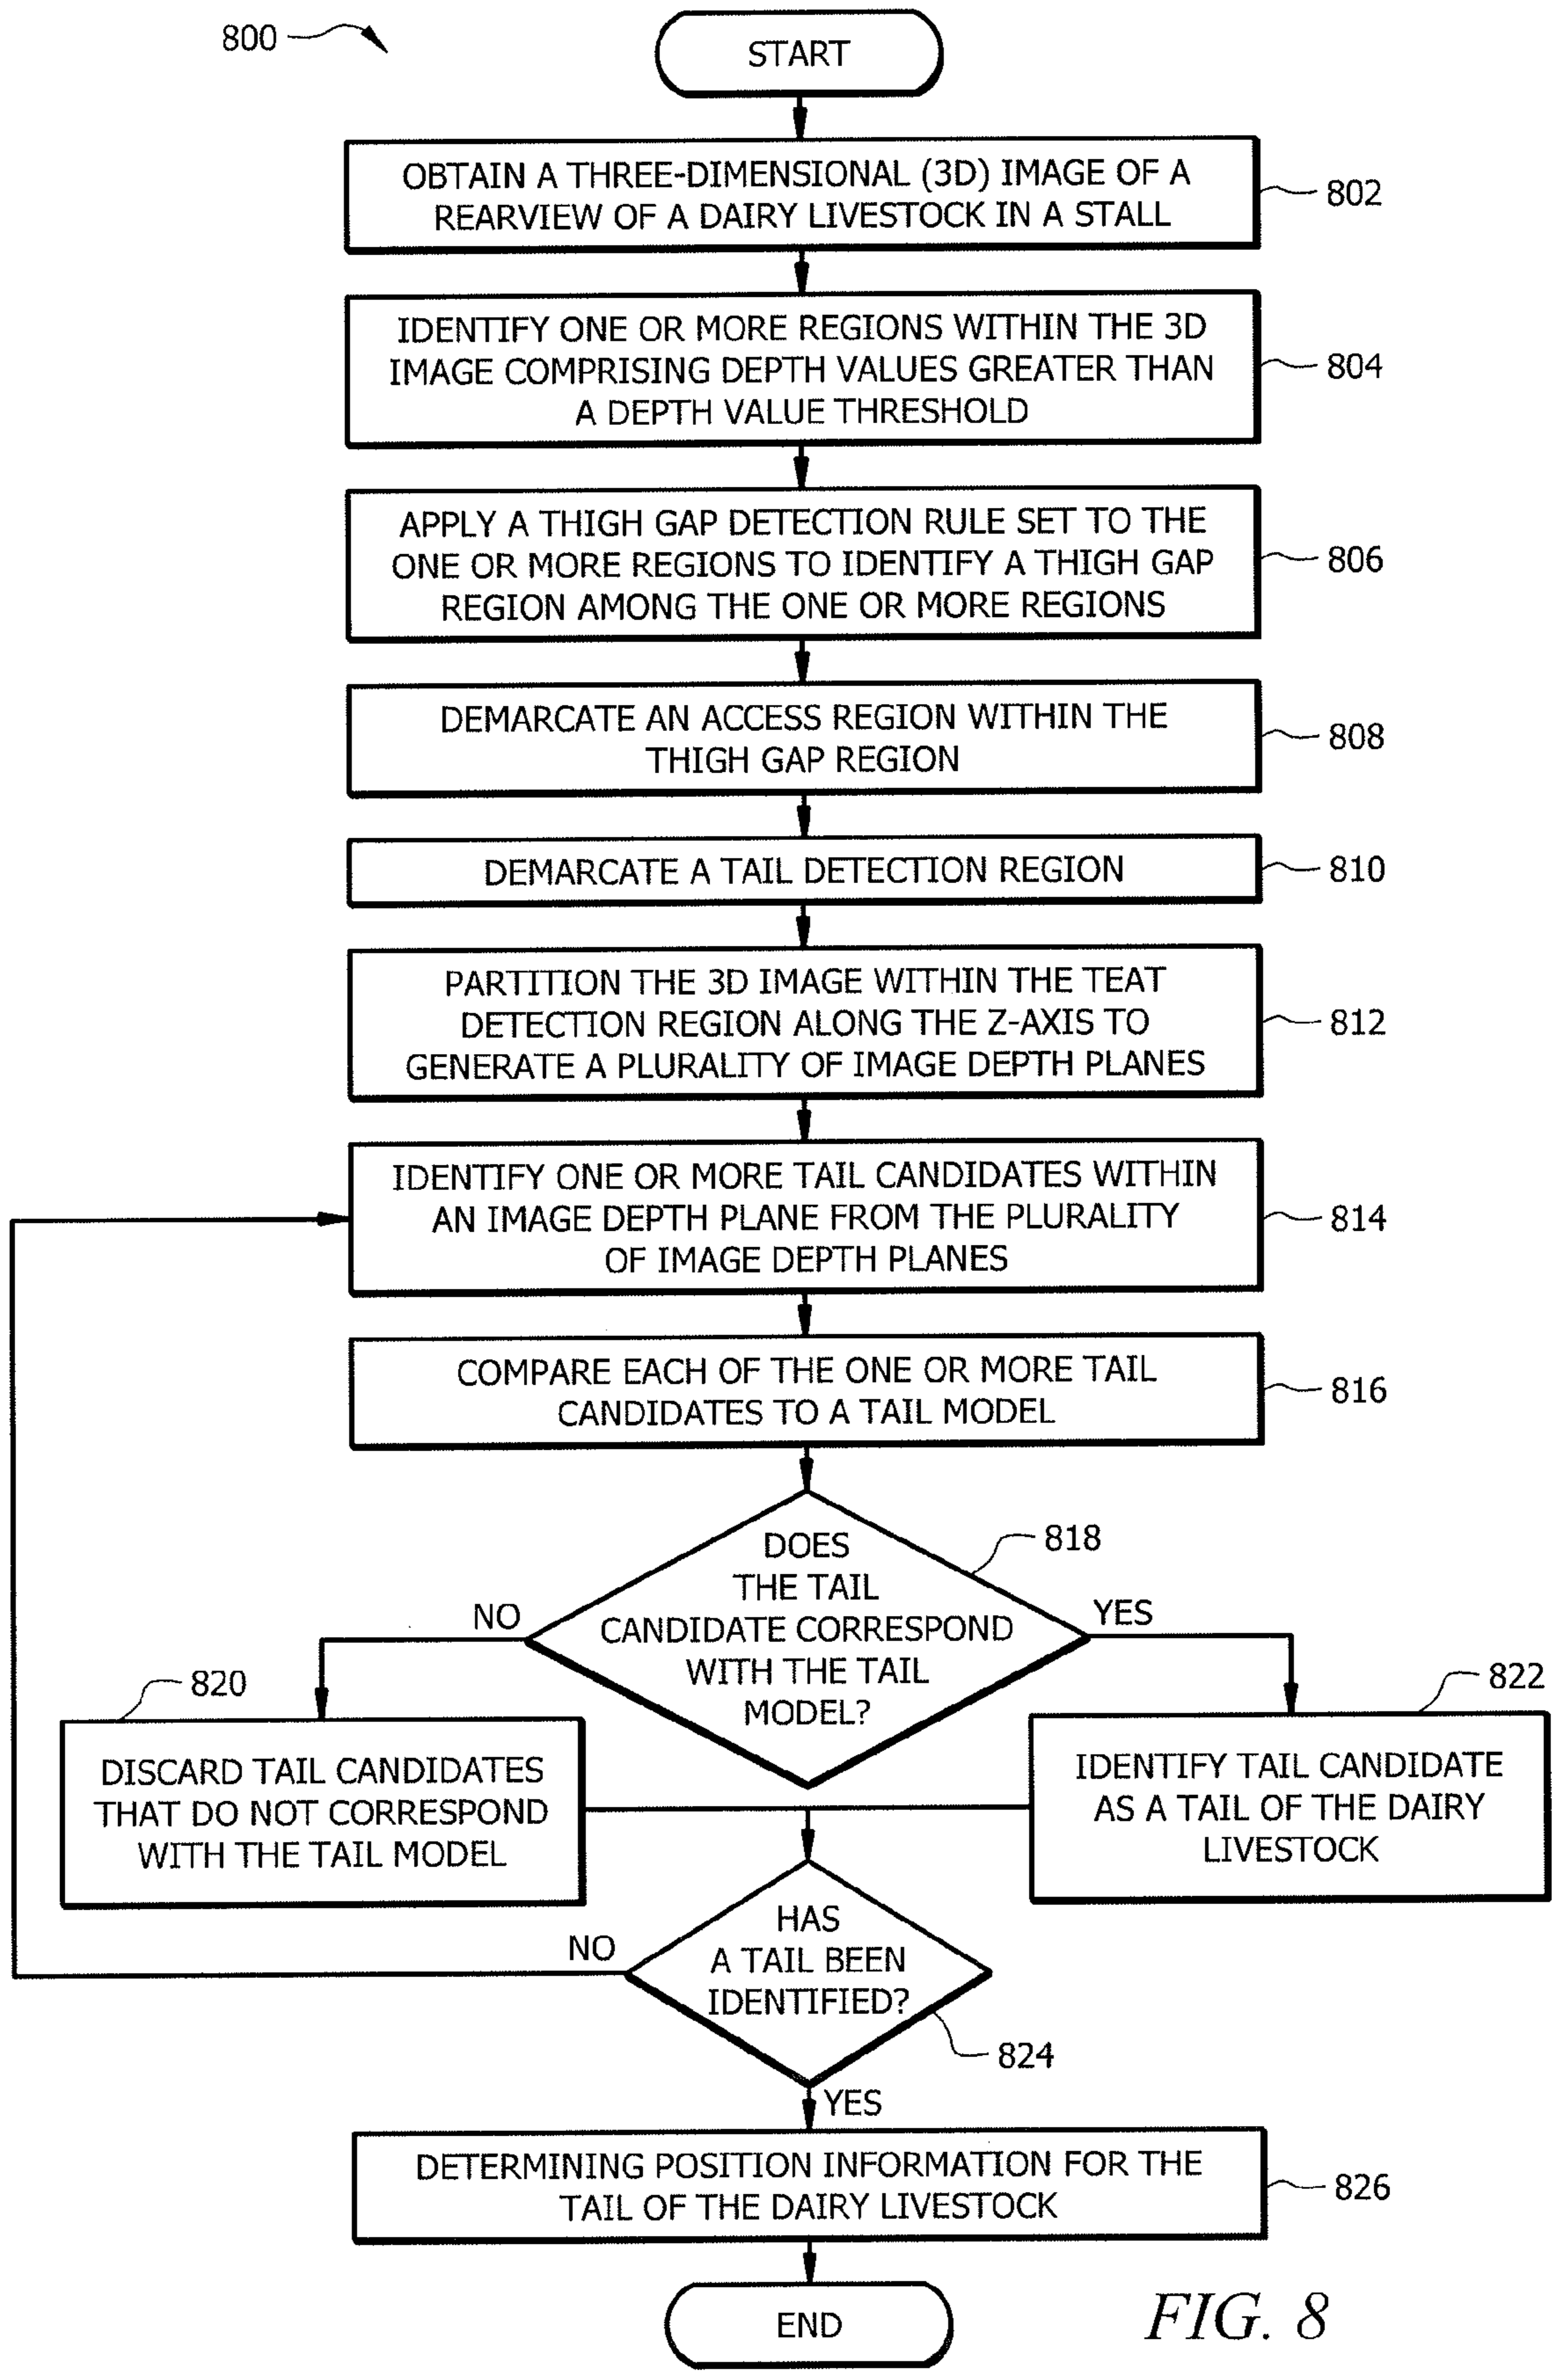 800
START
OBTAIN A THREE-DIMENSIONAL (3D) IMAGE OF A
REARVIEW OF A DAIRY LIVESTOCK IN A STALL
802
IDENTIFY ONE OR MORE REGIONS WITHIN THE 3D
IMAGE COMPRISING DEPTH VALUES GREATER THAN
A DEPTH VALUE THRESHOLD
804
APPLY A THIGH GAP DETECTION RULE SET TO THE
ONE OR MORE REGIONS TO IDENTIFY A THIGH GAP
REGION AMONG THE ONE OR MORE REGIONS
806
DEMARCATE AN ACCESS REGION WITHIN THE
THIGH GAP REGION
808
DEMARCATE A TAIL DETECTION REGION
810
PARTITION THE 3D IMAGE WITHIN THE TEAT
DETECTION REGION ALONG THE Z-AXIS TO
GENERATE A PLURALITY OF IMAGE DEPTH PLANES
812
IDENTIFY ONE OR MORE TAIL CANDIDATES WITHIN
AN IMAGE DEPTH PLANE FROM THE PLURALITY
OF IMAGE DEPTH PLANES
814
COMPARE EACH OF THE ONE OR MORE TAIL
CANDIDATES TO A TAIL MODEL
816
DOES
THE TAIL
CANDIDATE CORRESPOND
WITH THE TAIL
MODEL?
818
NO
YES
820
DISCARD TAIL CANDIDATES
THAT DO NOT CORRESPOND
WITH THE TAIL MODEL
822
IDENTIFY TAIL CANDIDATE
AS A TAIL OF THE DAIRY
LIVESTOCK
HAS
A TAIL BEEN
IDENTIFIED?
NO
824
YES
DETERMINING POSITION INFORMATION FOR THE
TAIL OF THE DAIRY LIVESTOCK
826
END
FIG. 8